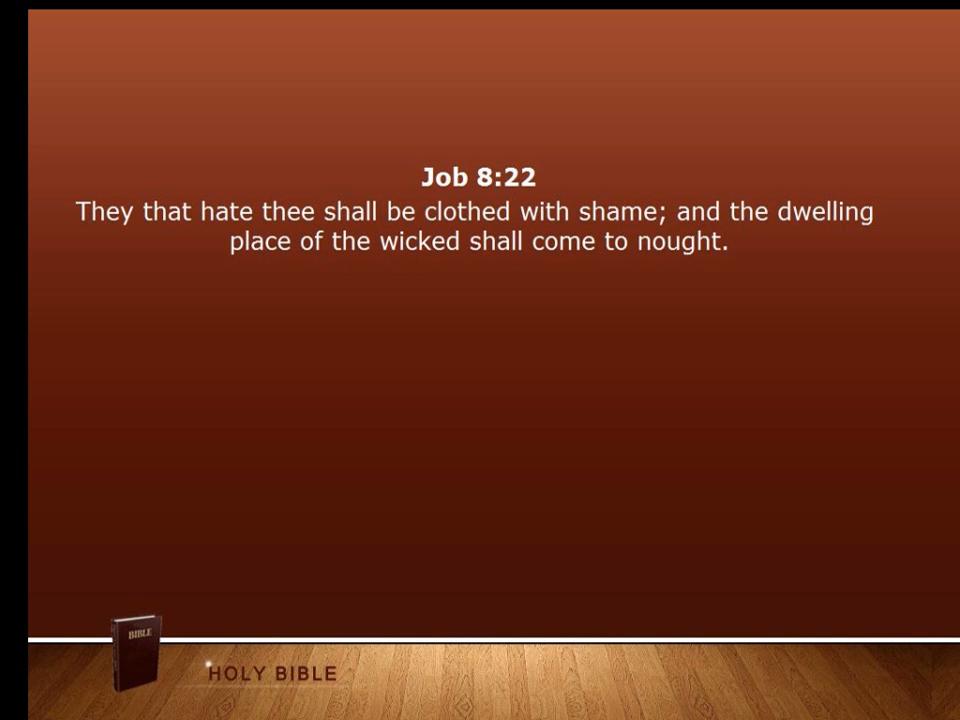 Job 8:22
They that hate thee shall be clothed with shame; and the dwelling
place of the wicked shall come to nought.
BIBLE
HOLY BIBLE